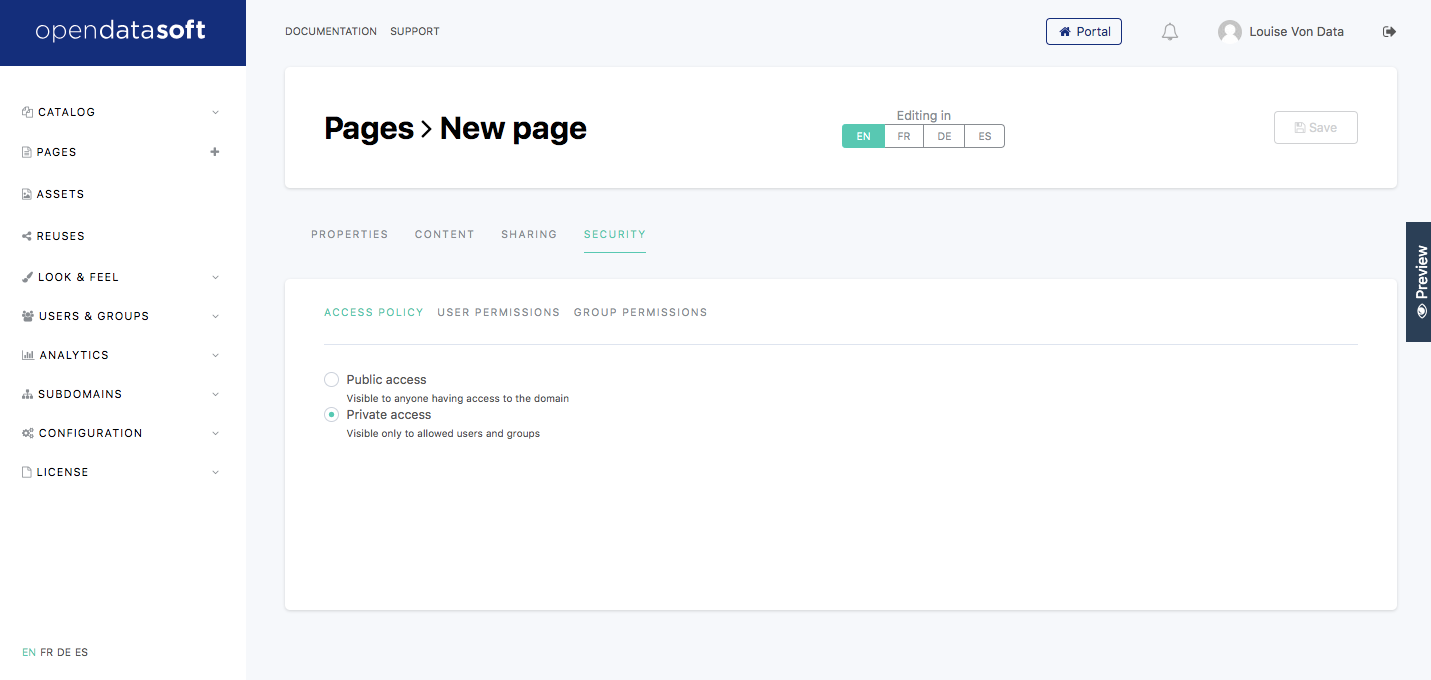 opendatasoft
DOCUMENTATION SUPPORT
Portal
Louise Von Data
CATALOG
PAGES
ASSETS
REUSES
LOOK & FEEL
USERS & GROUPS
ANALYTICS
SUBDOMAINS
CONFIGURATION
LICENSE
EN FR DE ES
Pages > New page
Editing in
EN FR DE ES
Save
PROPERTIES CONTENT SHARING SECURITY
ACCESS POLICY USER PERMISSIONS GROUP PERMISSIONS
Public access
Visible to anyone having access to the domain
Private access
Visible only to allowed users and groups
Preview